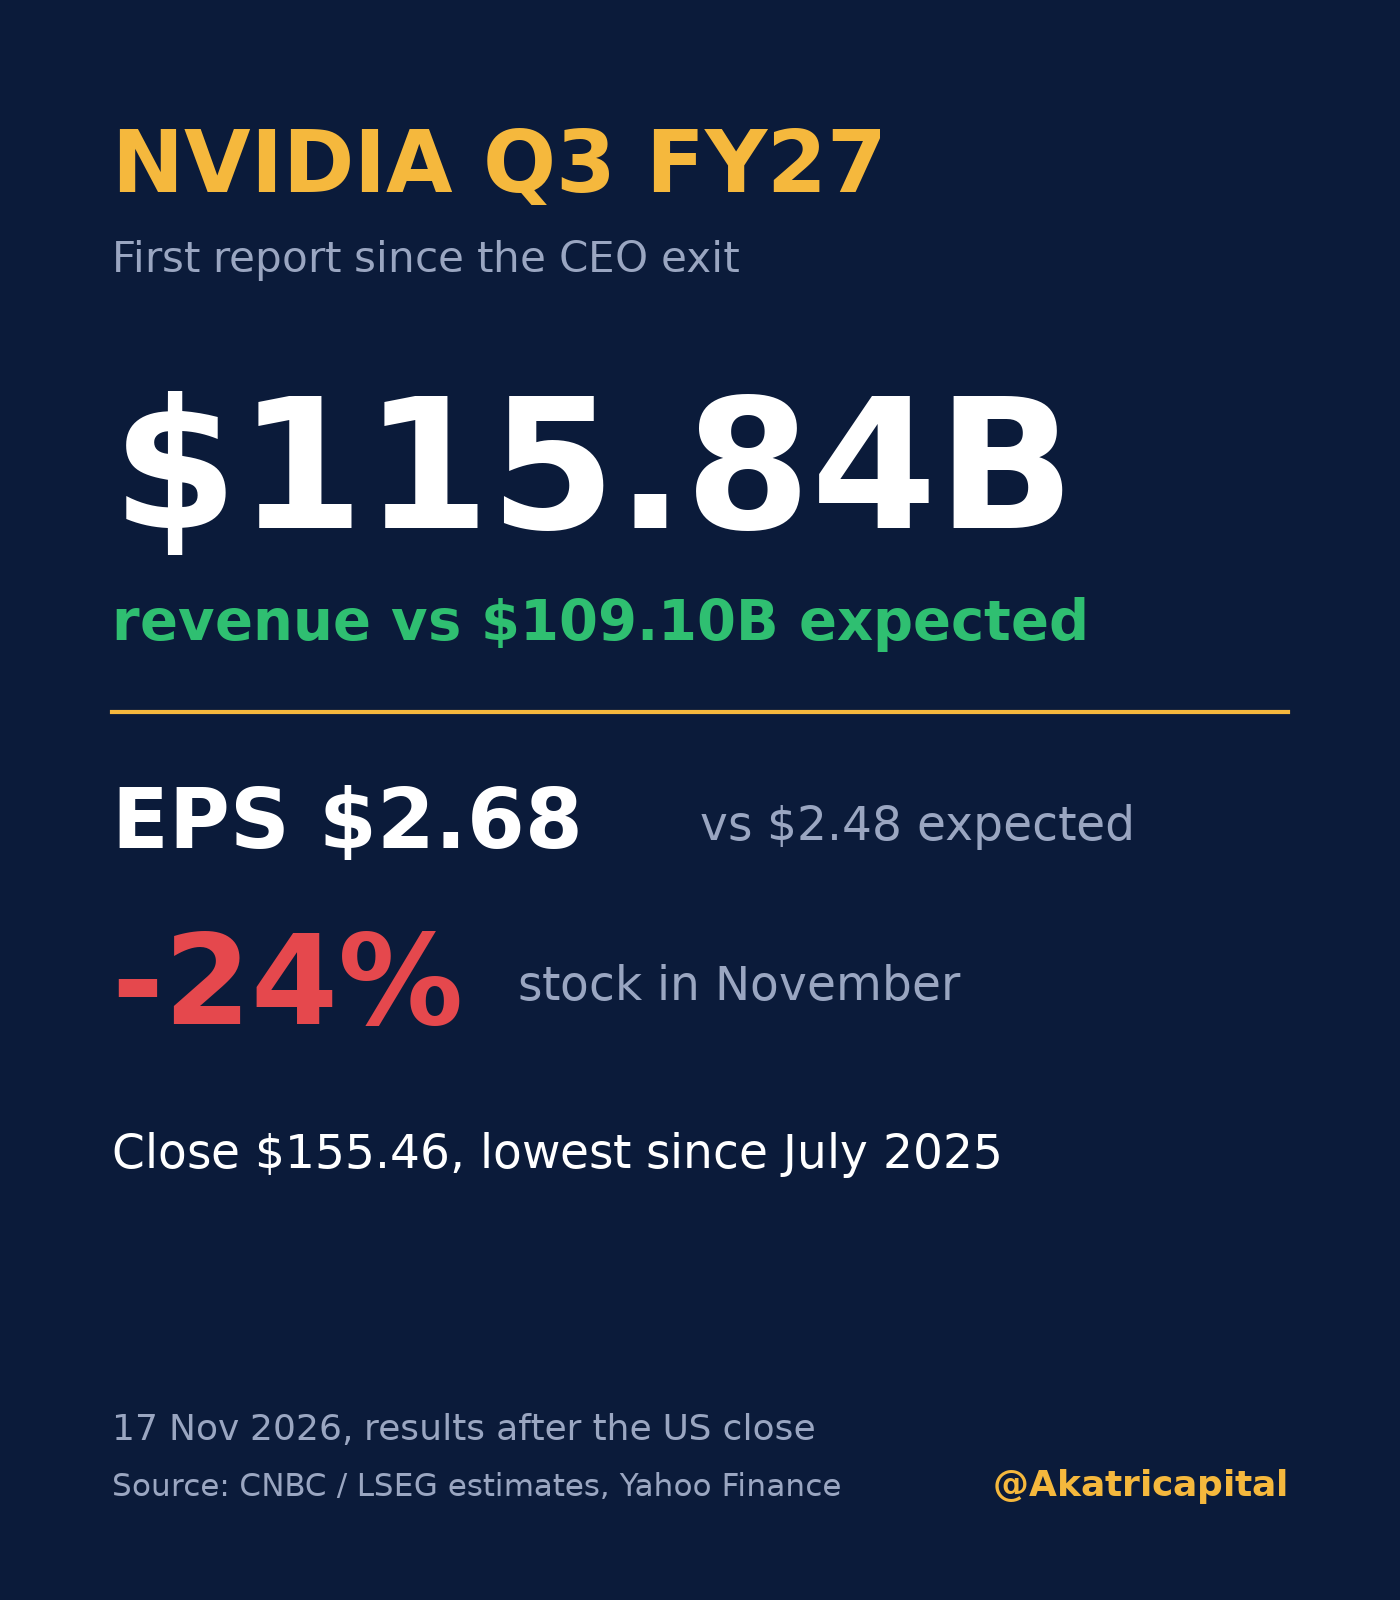 NVIDIA Q3 FY27
First report since the CEO exit
$115.84B
revenue vs $109.10B expected
EPS $2.68 vs $2.48 expected
-24% stock in November
Close $155.46, lowest since July 2025
17 Nov 2026, results after the US close
Source: CNBC / LSEG estimates, Yahoo Finance @Akatricapital